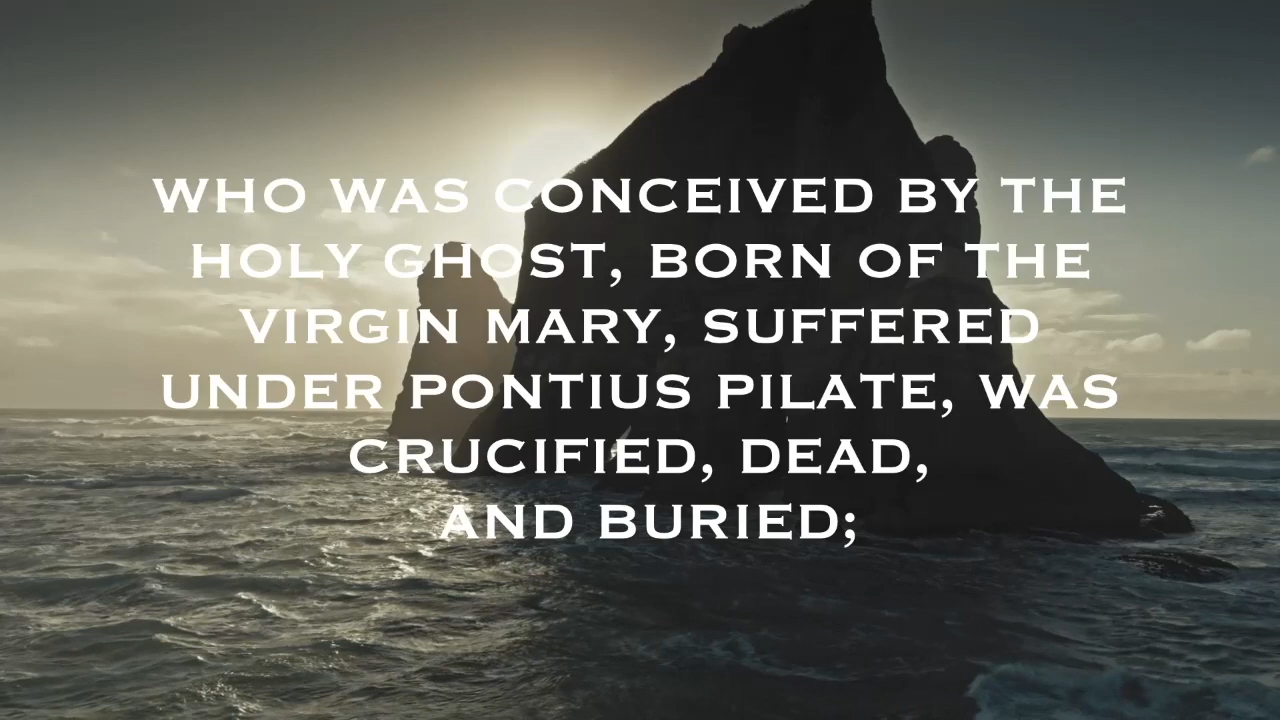 WHO WAS CONCEIVED BY THE
HOLY GHOST, BORN OF THE
VIRGIN MARY, SUFFERED
UNDER PONTIUS PILATE, WAS
CRUCIFIED, DEAD,
AND BURIED;